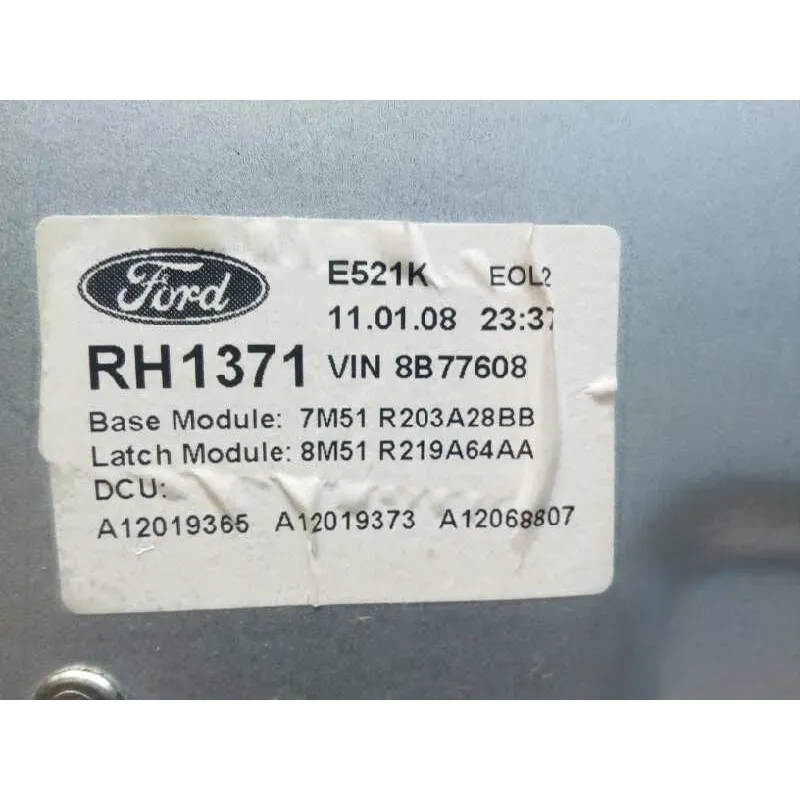 Ford
E521K EOL2
11.01.08 23:37
RH1371 VIN 8B77608
Base Module: 7M51 R203A28BB
Latch Module: 8M51 R219A64AA
DCU:
A12019365 A12019373 A12068807